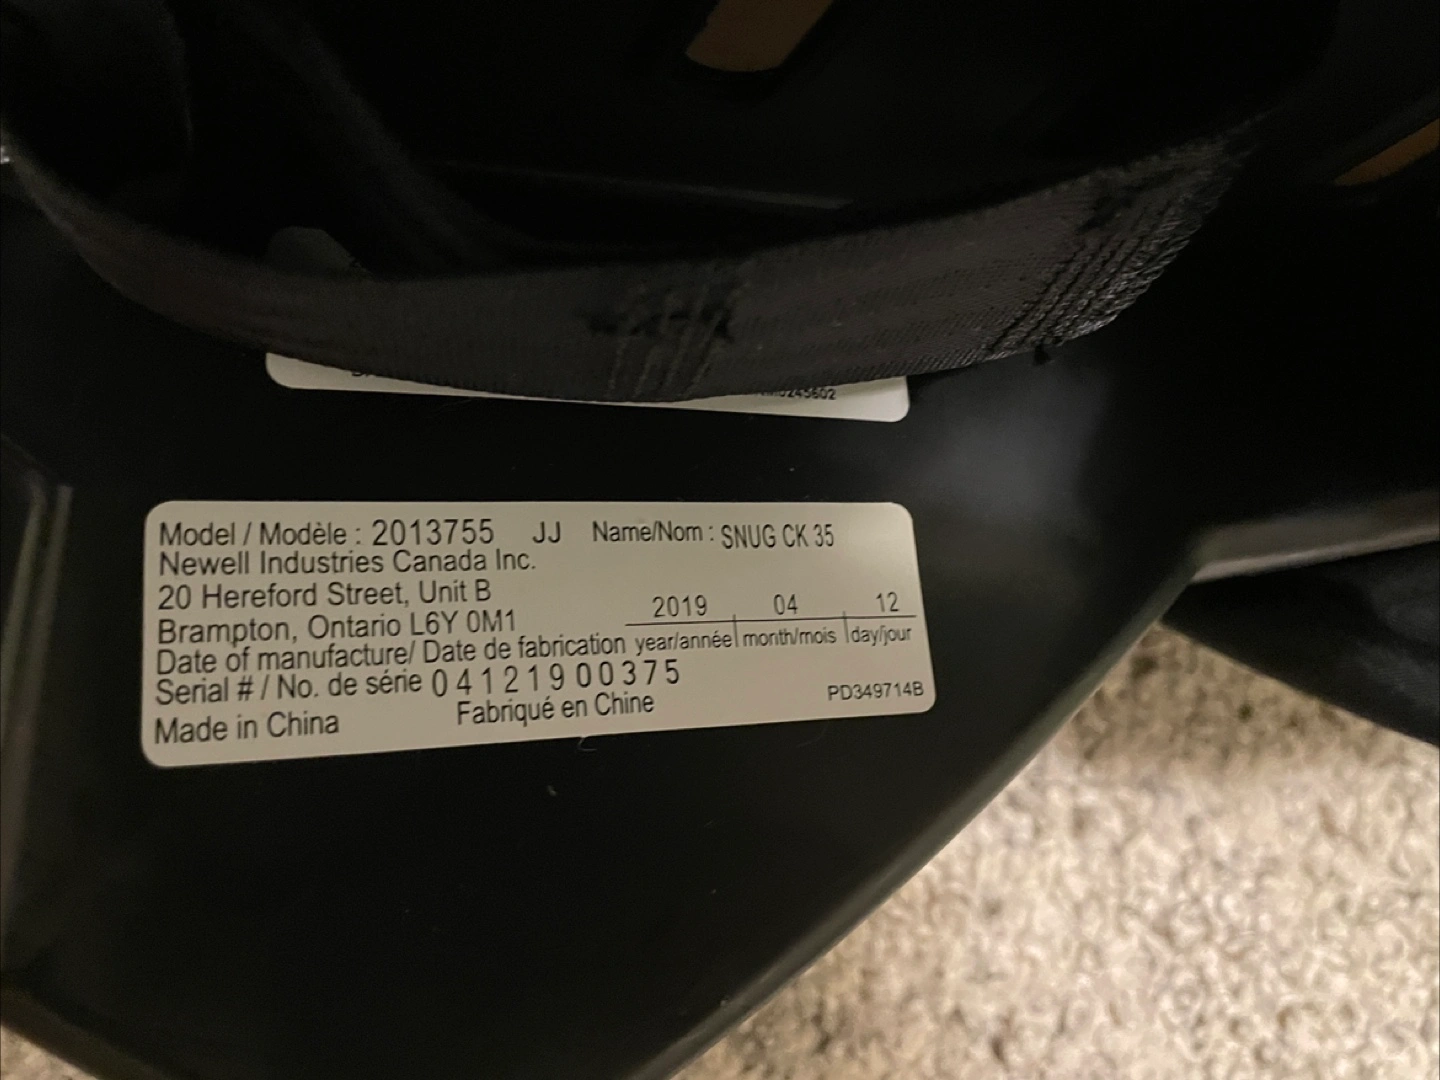 Model / Modèle : 2013755 JJ Name/Nom : SNUG CK 35
Newell Industries Canada Inc.
20 Hereford Street, Unit B
Brampton, Ontario L6Y 0M1
2019 04 12
Date of manufacture/ Date de fabrication year/année month/mois day/jour
Serial # / No. de série 04121900375
Made in China Fabriqué en Chine PD349714B